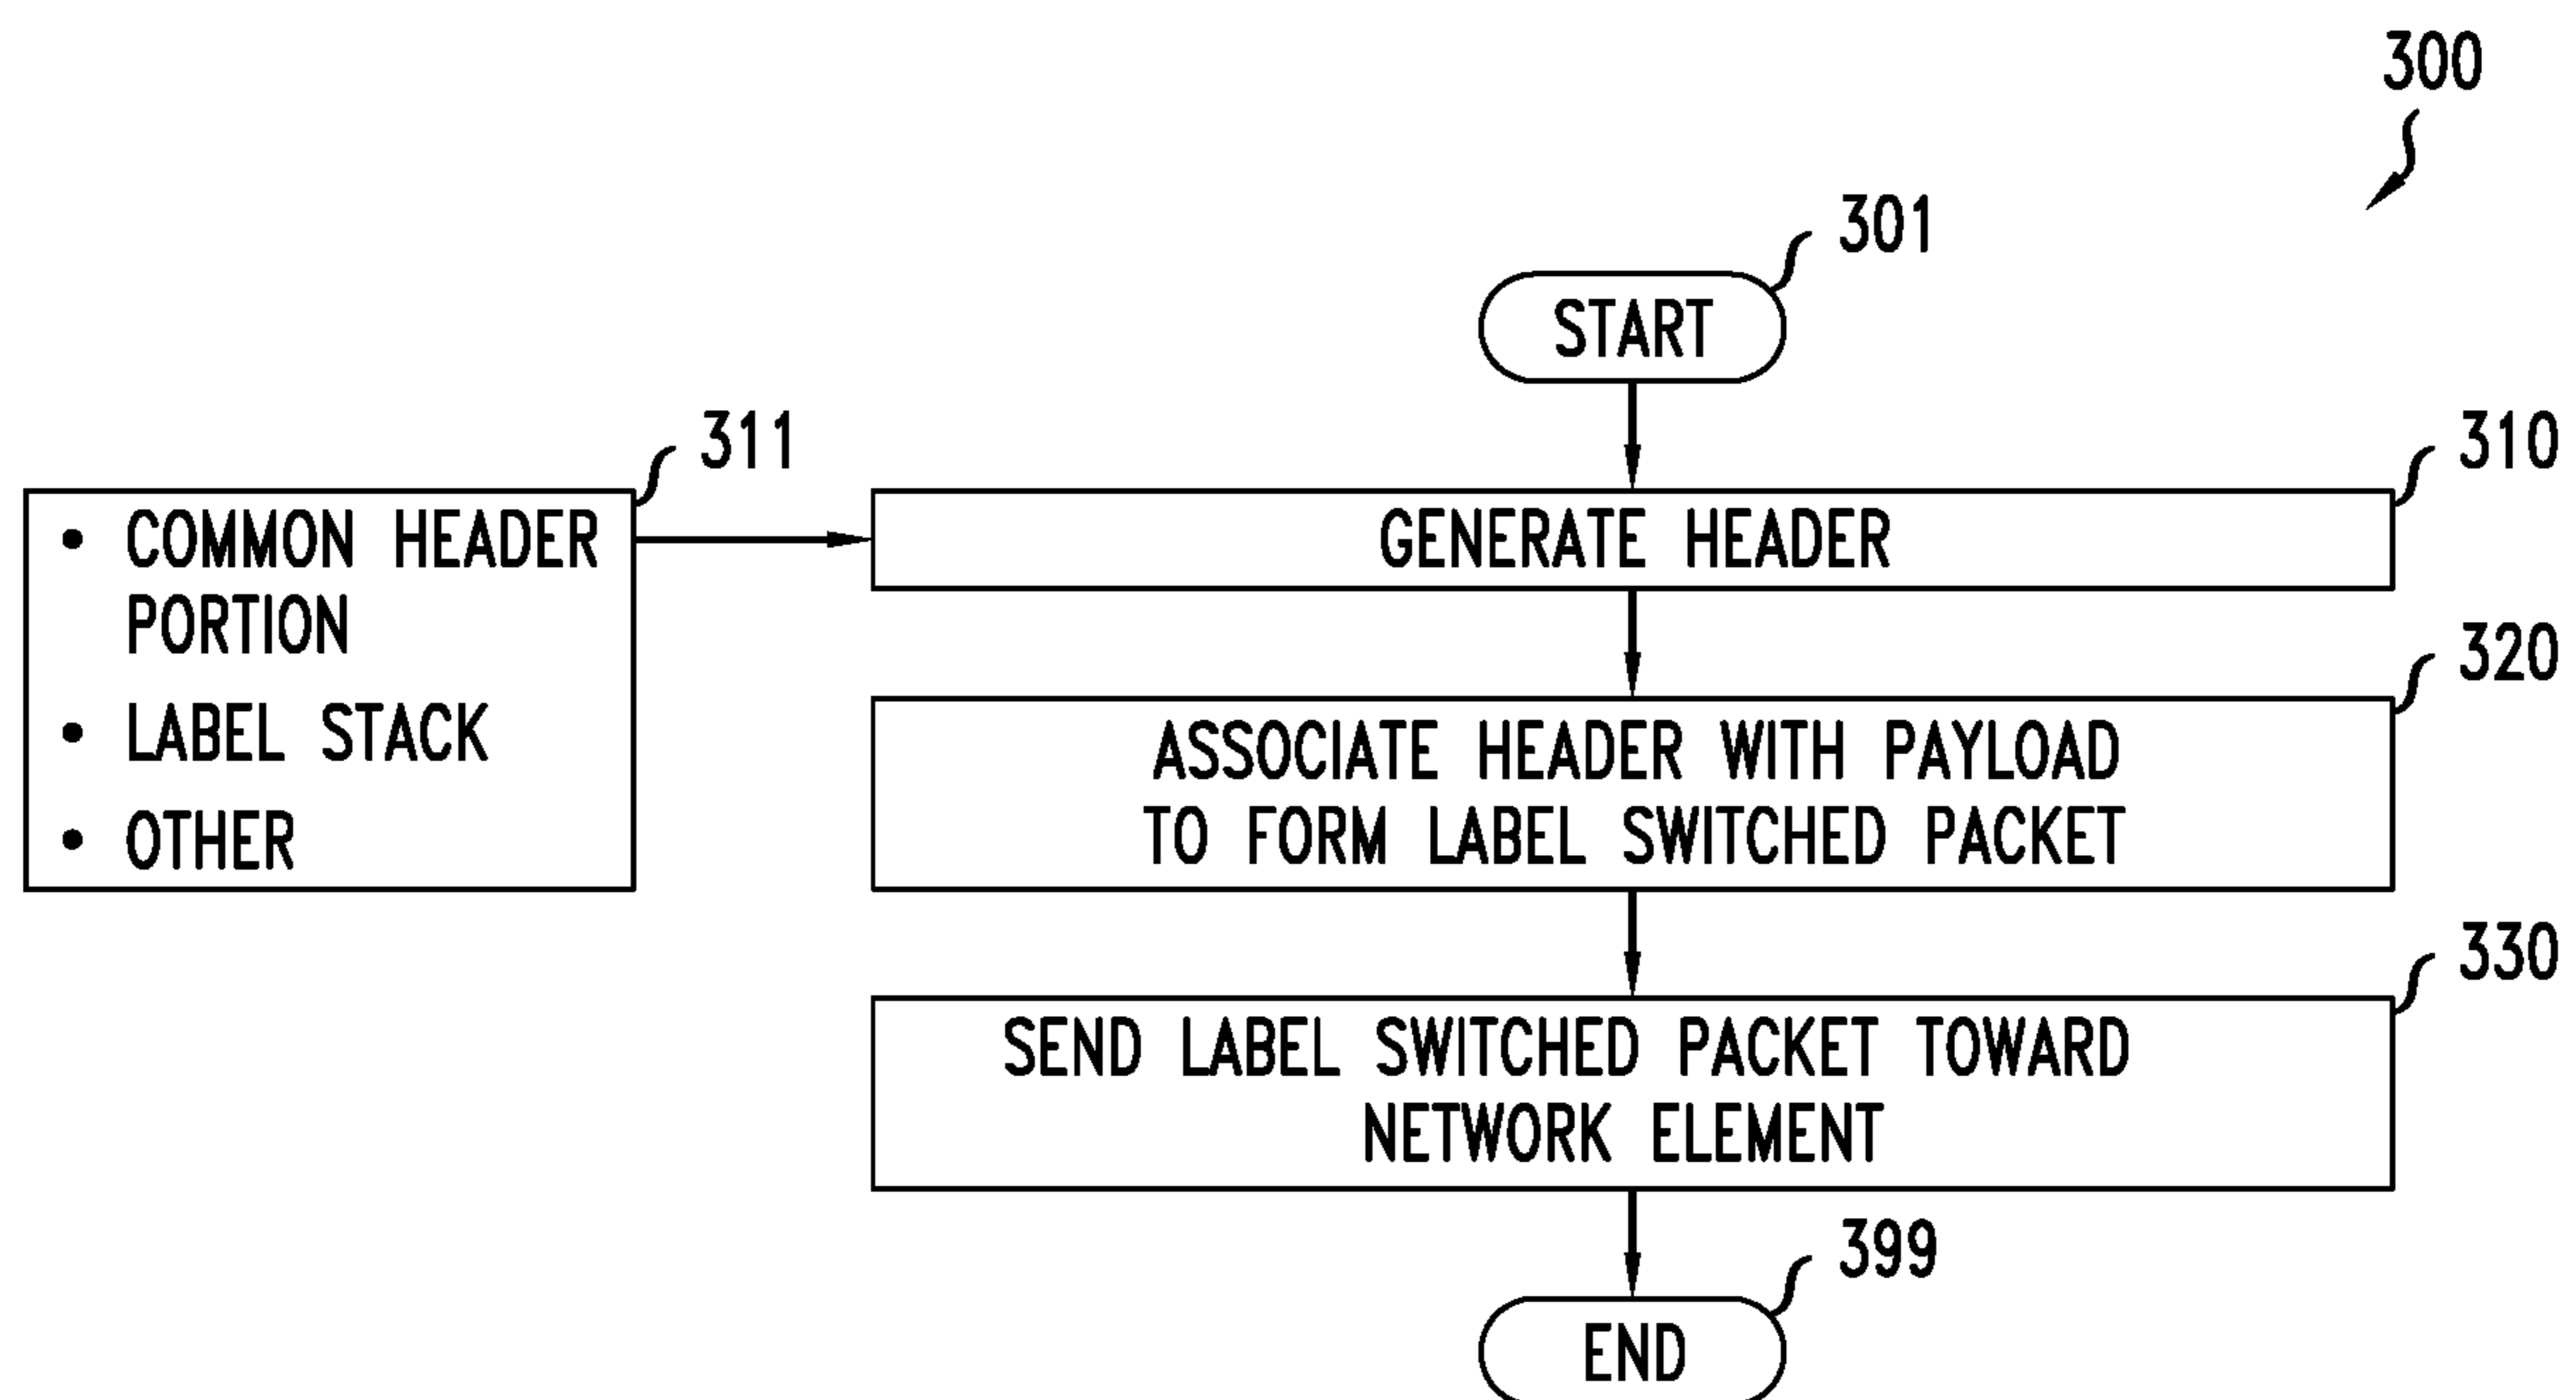 300
301
START
311
310
• COMMON HEADER
PORTION
• LABEL STACK
• OTHER
GENERATE HEADER
320
ASSOCIATE HEADER WITH PAYLOAD
TO FORM LABEL SWITCHED PACKET
330
SEND LABEL SWITCHED PACKET TOWARD
NETWORK ELEMENT
399
END